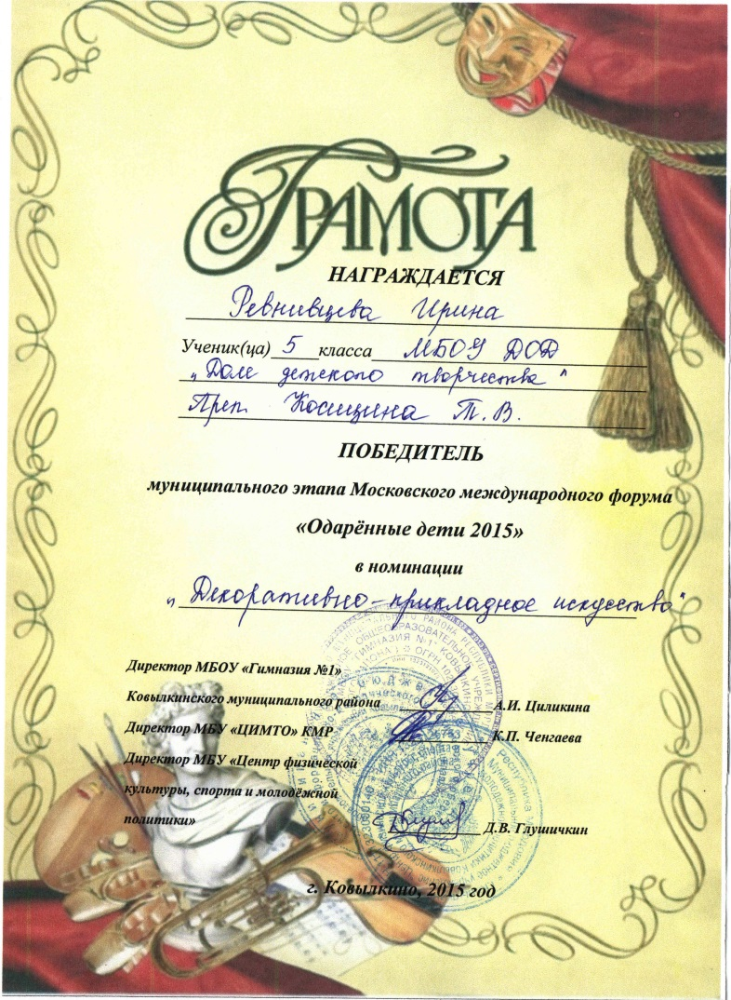 ГРАМОТА
НАГРАЖДАЕТСЯ
Ревнивцева Ирина
Ученик(ца) 5 класса МБОУ ДОД
"Доме детского творчества"
Преп. Косицина Т. В.
ПОБЕДИТЕЛЬ
муниципального этапа Московского международного форума
«Одарённые дети 2015»
в номинации
"Декоративно-прикладное искусство"
Директор МБОУ «Гимназия №1»
Ковылкинского муниципального района А.И. Циликина
Директор МБУ «ЦИМТО» КМР К.П. Ченгаева
Директор МБУ «Центр физической
культуры, спорта и молодёжной
политики» Д.В. Глушичкин
г. Ковылкино, 2015 год